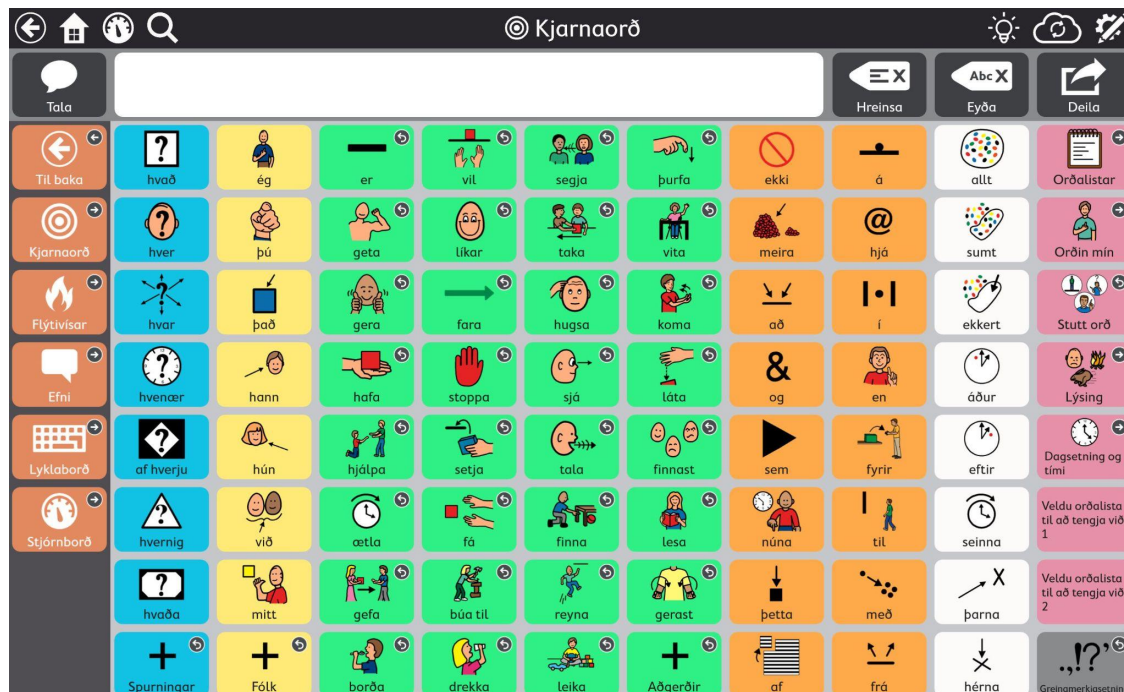 Kjarnaorð
Tala
Abc X
Hreinsa
Eyða
Deila
Til baka
hvað
ég
er
vil
segja
þurfa
ekki
á
allt
Orðalistar
Kjarnaorð
hver
þú
geta
líkar
taka
vita
meira
@
hjá
sumt
Orðin mín
Flýtivísar
hvar
það
gera
fara
hugsa
koma
að
í
ekkert
Stutt orð
Efni
hvenær
hann
hafa
stoppa
sjá
láta
&
og
en
áður
Lýsing
Lyklaborð
af hverju
hún
hjálpa
setja
tala
finnast
sem
fyrir
eftir
Dagsetning og
tími
Stjórnborð
hvernig
við
ætla
fá
finna
lesa
núna
til
seinna
Veldu orðalista
til að tengja við
1
hvaða
mitt
gefa
búa til
reyna
gerast
þetta
með
þarna
Veldu orðalista
til að tengja við
2
Spurningar
Fólk
borða
drekka
leika
Aðgerðir
af
frá
hérna
.,!?’
Greinamerkjasetning